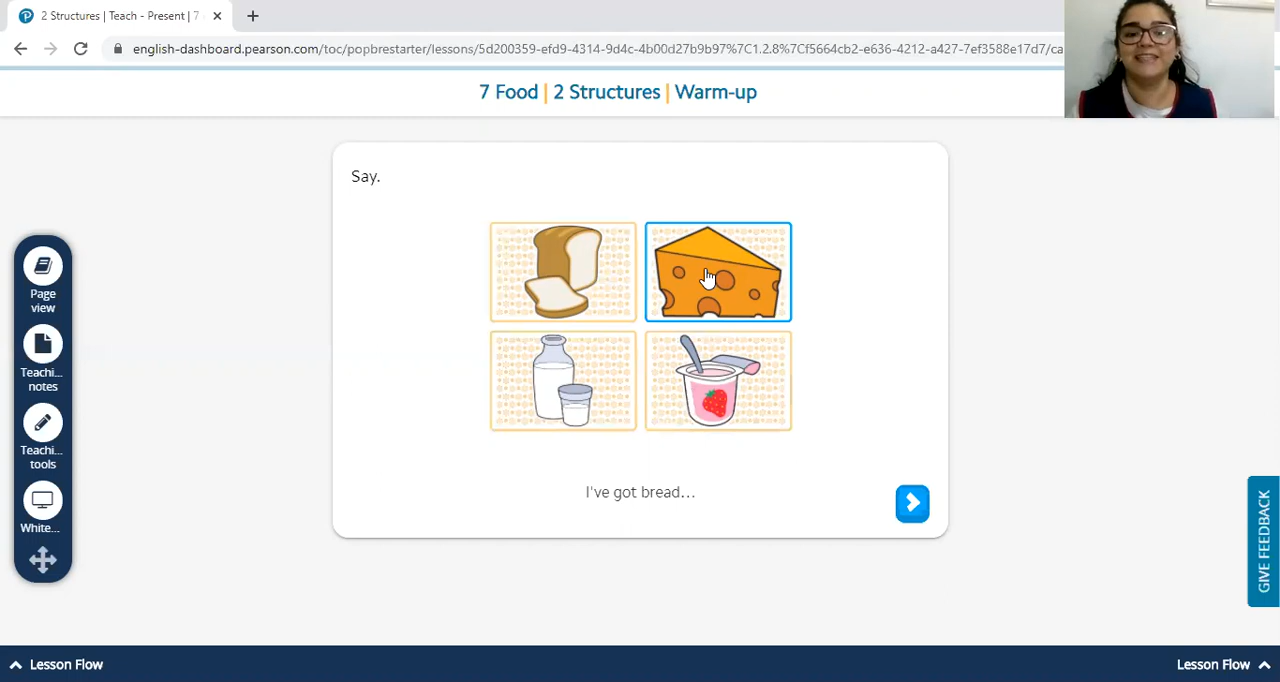 2 Structures | Teach - Present | 7
english-dashboard.pearson.com/toc/popbrestarter/lessons/5d200359-efd9-4314-9d4c-4b00d27b9b97%7C1.2.8%7Cf5664cb2-e636-4212-a427-7ef3588e17d7/ca
7 Food | 2 Structures | Warm-up
Say.
Page
view
Teachi...
notes
Teachi...
tools
White...
I've got bread...
GIVE FEEDBACK
Lesson Flow
Lesson Flow